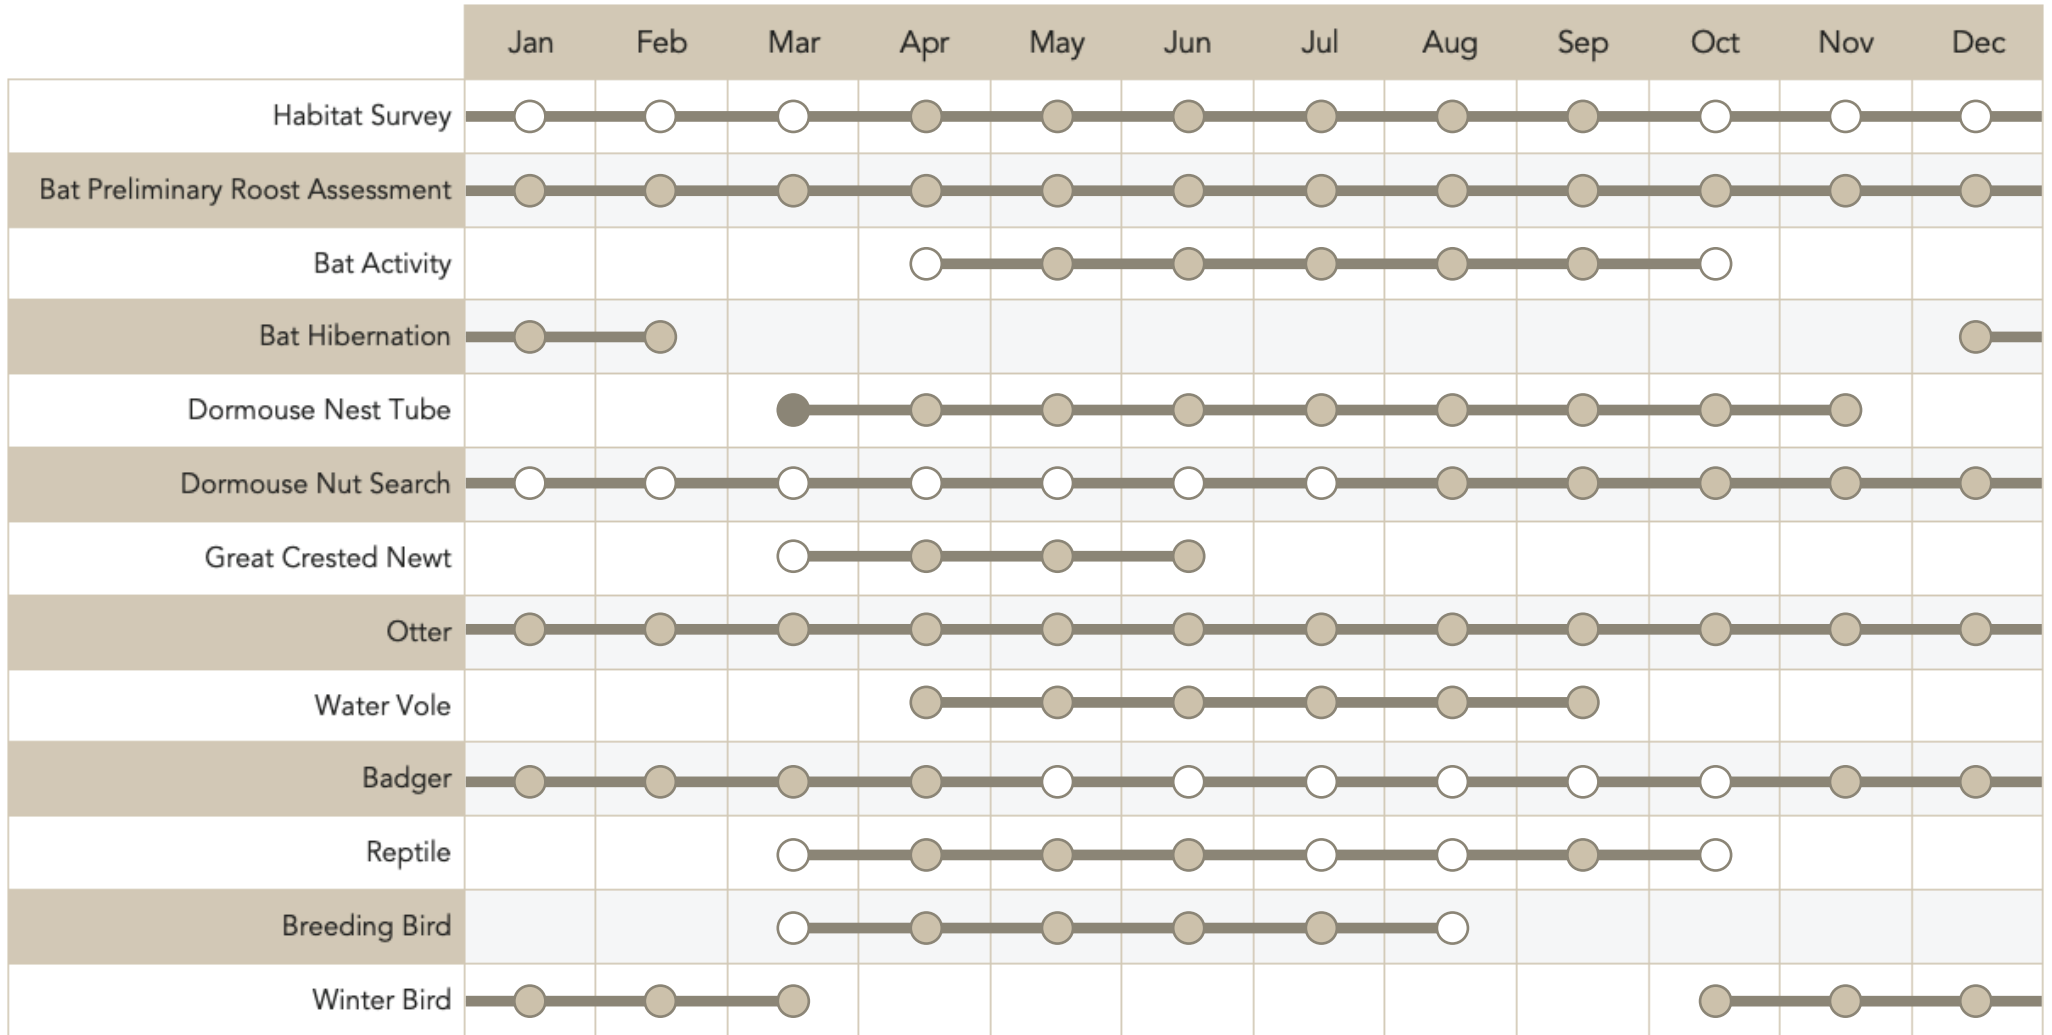 Jan Feb Mar Apr May Jun Jul Aug Sep Oct Nov Dec
Habitat Survey
Bat Preliminary Roost Assessment
Bat Activity
Bat Hibernation
Dormouse Nest Tube
Dormouse Nut Search
Great Crested Newt
Otter
Water Vole
Badger
Reptile
Breeding Bird
Winter Bird